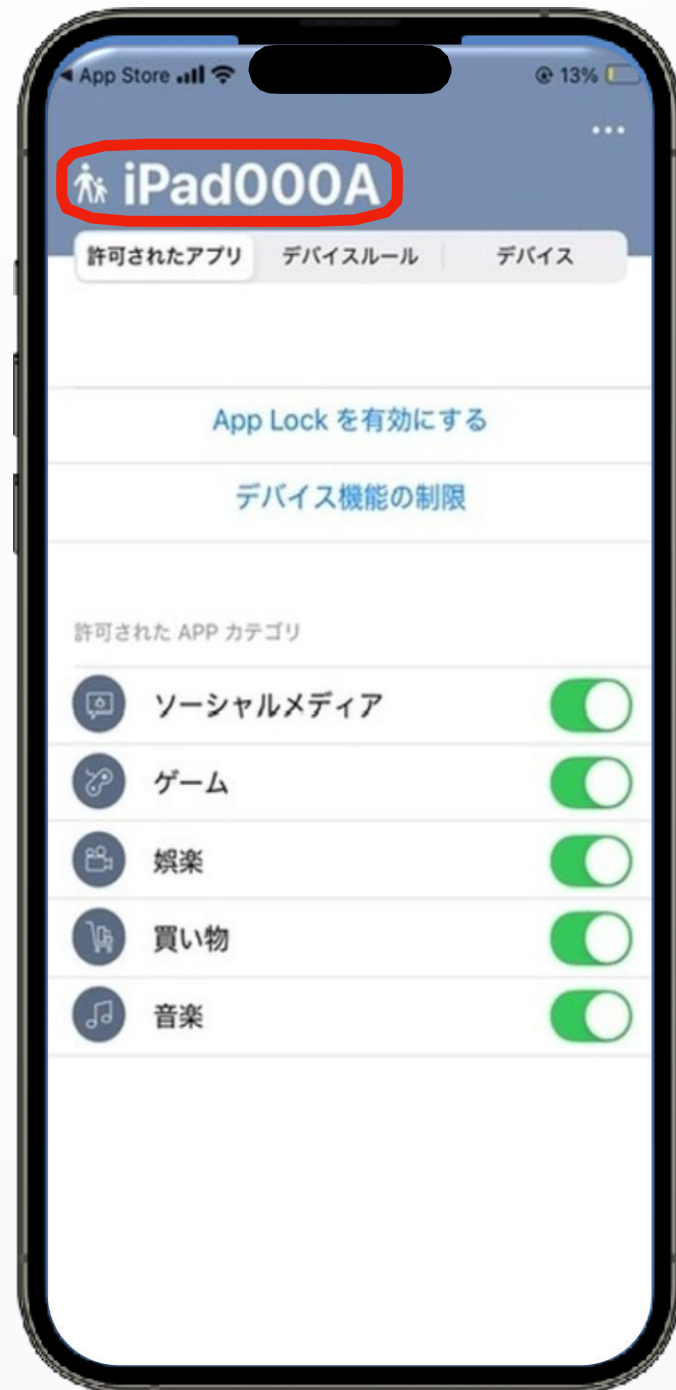 App Store 13%
...
iPad000A
許可されたアプリ デバイスルール デバイス
App Lock を有効にする
デバイス機能の制限
許可された APP カテゴリ
ソーシャルメディア
ゲーム
娯楽
買い物
音楽